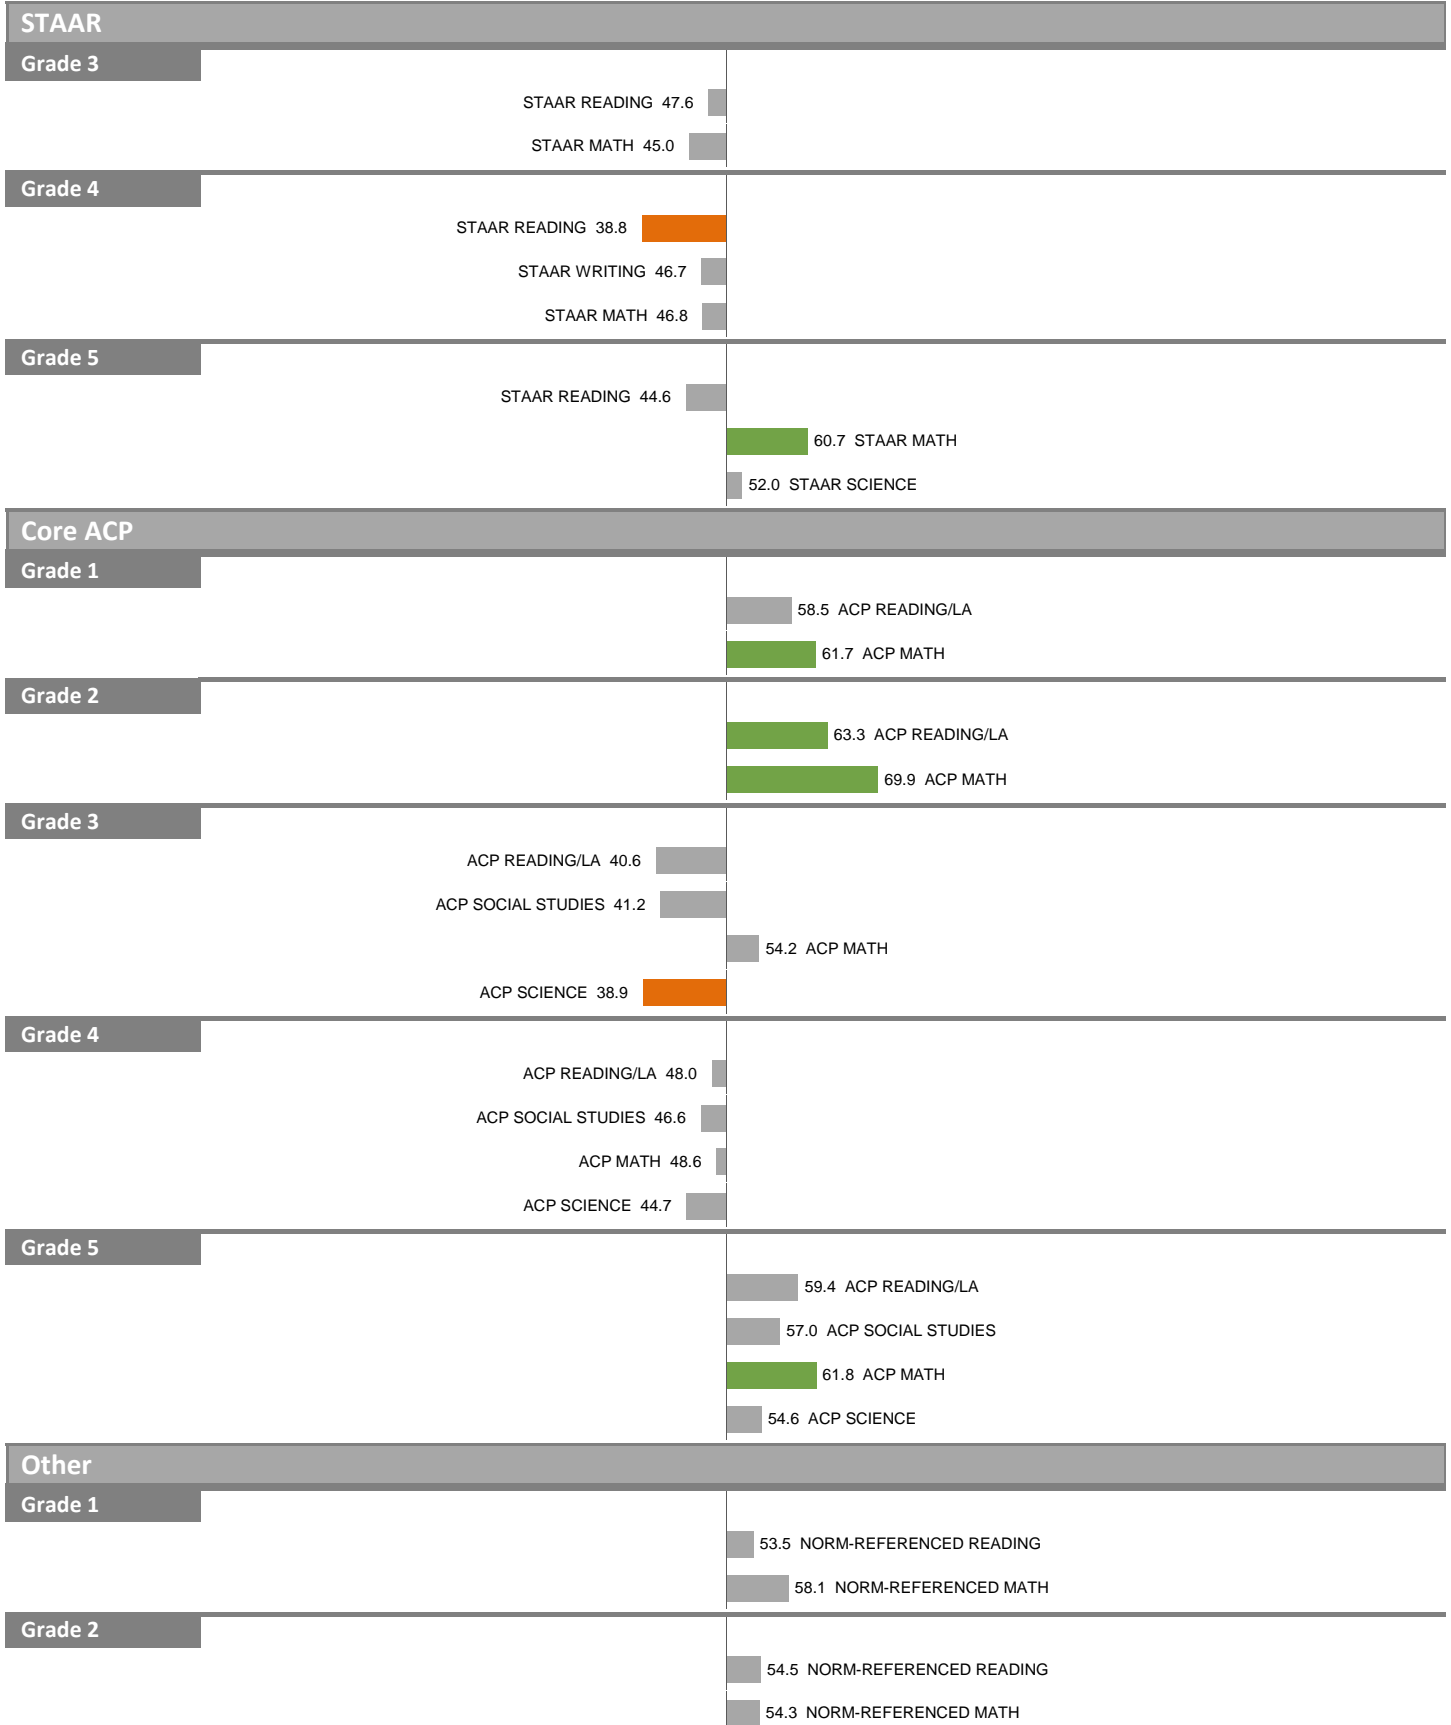 STAAR
Grade 3
STAAR READING 47.6
STAAR MATH 45.0
Grade 4
STAAR READING 38.8
STAAR WRITING 46.7
STAAR MATH 46.8
Grade 5
STAAR READING 44.6
60.7 STAAR MATH
52.0 STAAR SCIENCE
Core ACP
Grade 1
58.5 ACP READING/LA
61.7 ACP MATH
Grade 2
63.3 ACP READING/LA
69.9 ACP MATH
Grade 3
ACP READING/LA 40.6
ACP SOCIAL STUDIES 41.2
54.2 ACP MATH
ACP SCIENCE 38.9
Grade 4
ACP READING/LA 48.0
ACP SOCIAL STUDIES 46.6
ACP MATH 48.6
ACP SCIENCE 44.7
Grade 5
59.4 ACP READING/LA
57.0 ACP SOCIAL STUDIES
61.8 ACP MATH
54.6 ACP SCIENCE
Other
Grade 1
53.5 NORM-REFERENCED READING
58.1 NORM-REFERENCED MATH
Grade 2
54.5 NORM-REFERENCED READING
54.3 NORM-REFERENCED MATH